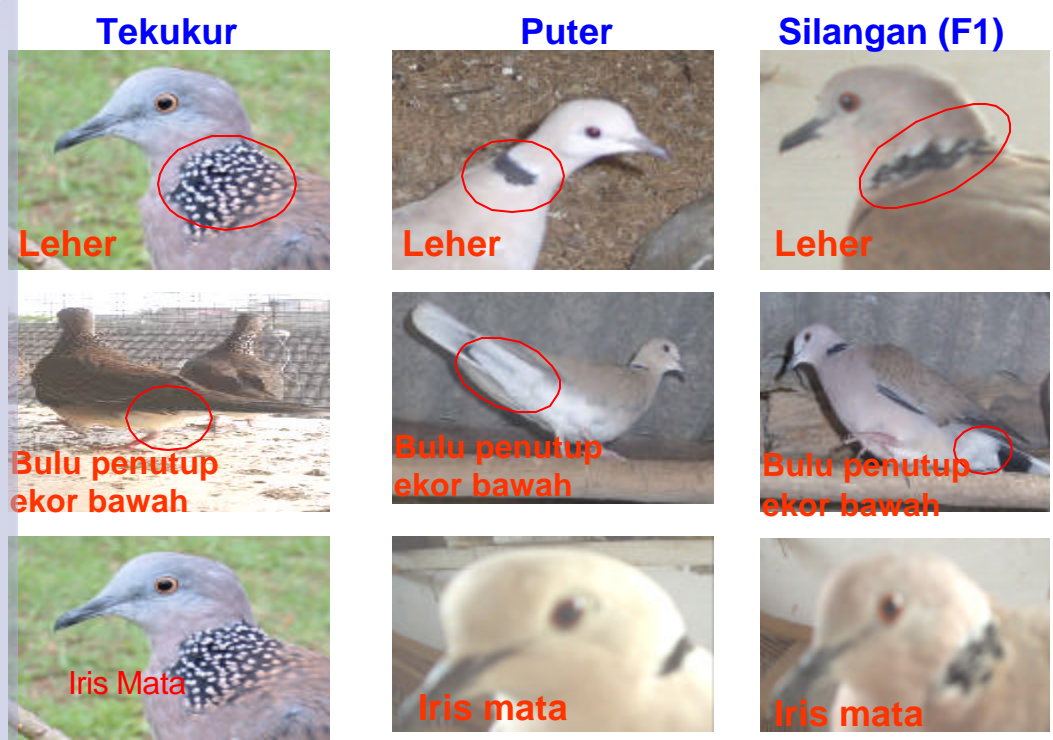 Tekukur
Puter
Silangan (F1)
Leher
Leher
Leher
Bulu penutup
ekor bawah
Bulu penutup
ekor bawah
Bulu penutup
ekor bawah
Iris Mata
Iris mata
Iris mata